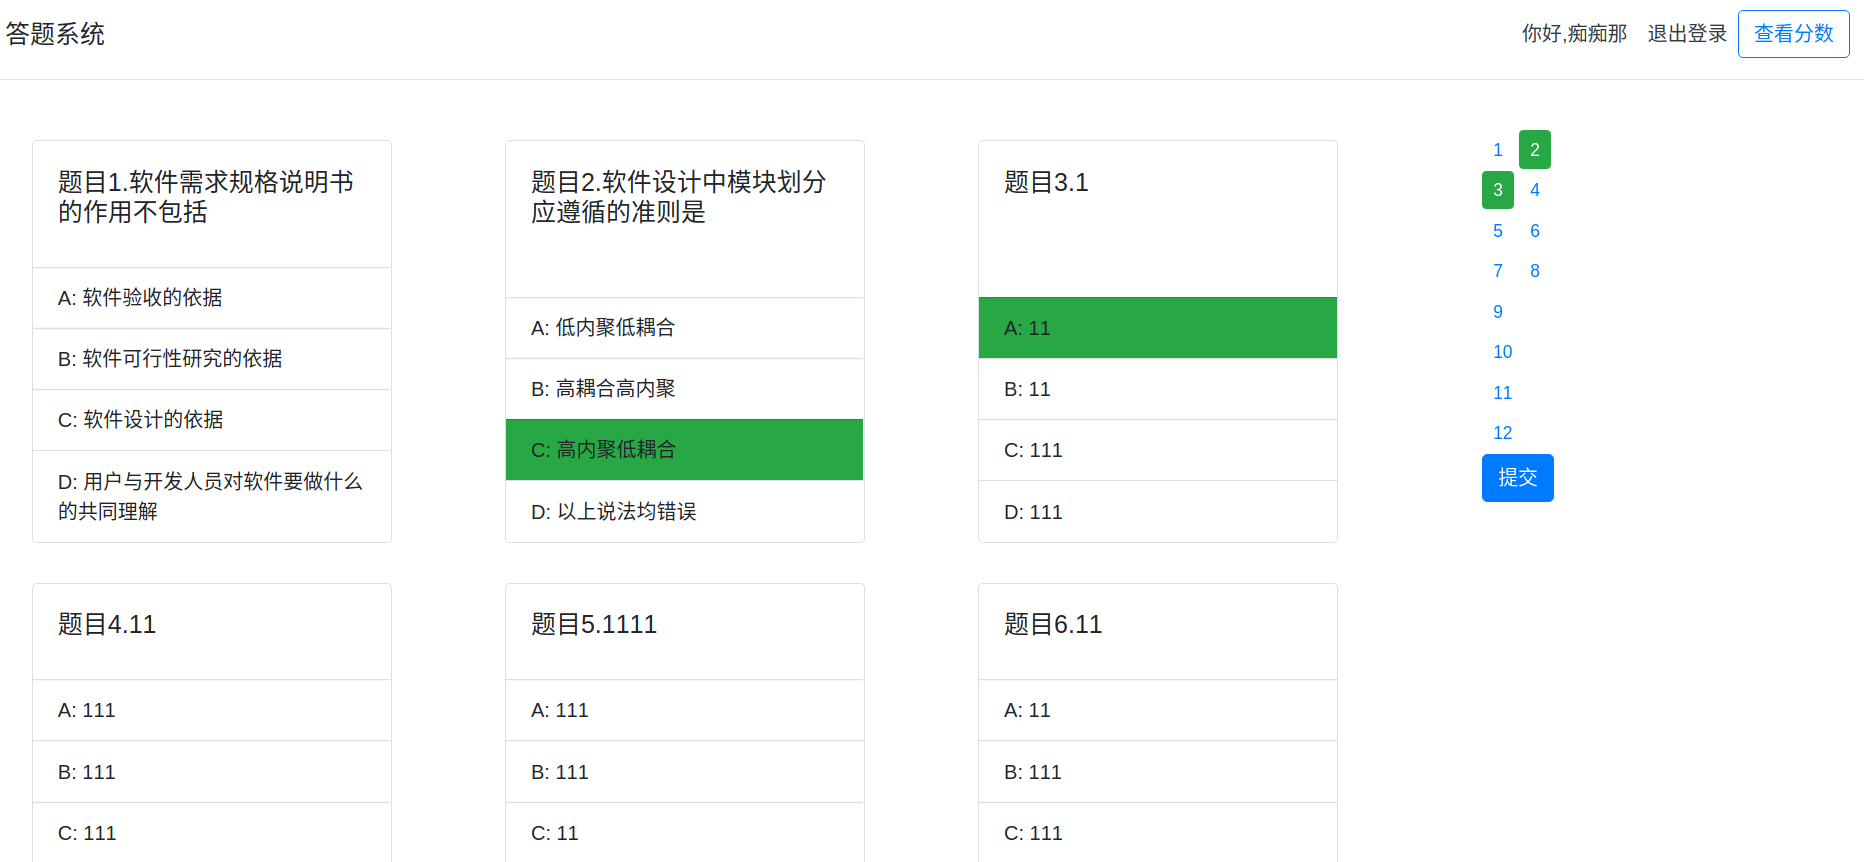 答题系统
你好,痴痴那 退出登录 查看分数
题目1.软件需求规格说明书
的作用不包括
A: 软件验收的依据
B: 软件可行性研究的依据
C: 软件设计的依据
D: 用户与开发人员对软件要做什么
的共同理解
题目2.软件设计中模块划分
应遵循的准则是
A: 低内聚低耦合
B: 高耦合高内聚
C: 高内聚低耦合
D: 以上说法均错误
题目3.1
A: 11
B: 11
C: 111
D: 111
题目4.11
A: 111
B: 111
C: 111
题目5.1111
A: 111
B: 111
C: 11
题目6.11
A: 11
B: 111
C: 111
1 2
3 4
5 6
7 8
9
10
11
12
提交